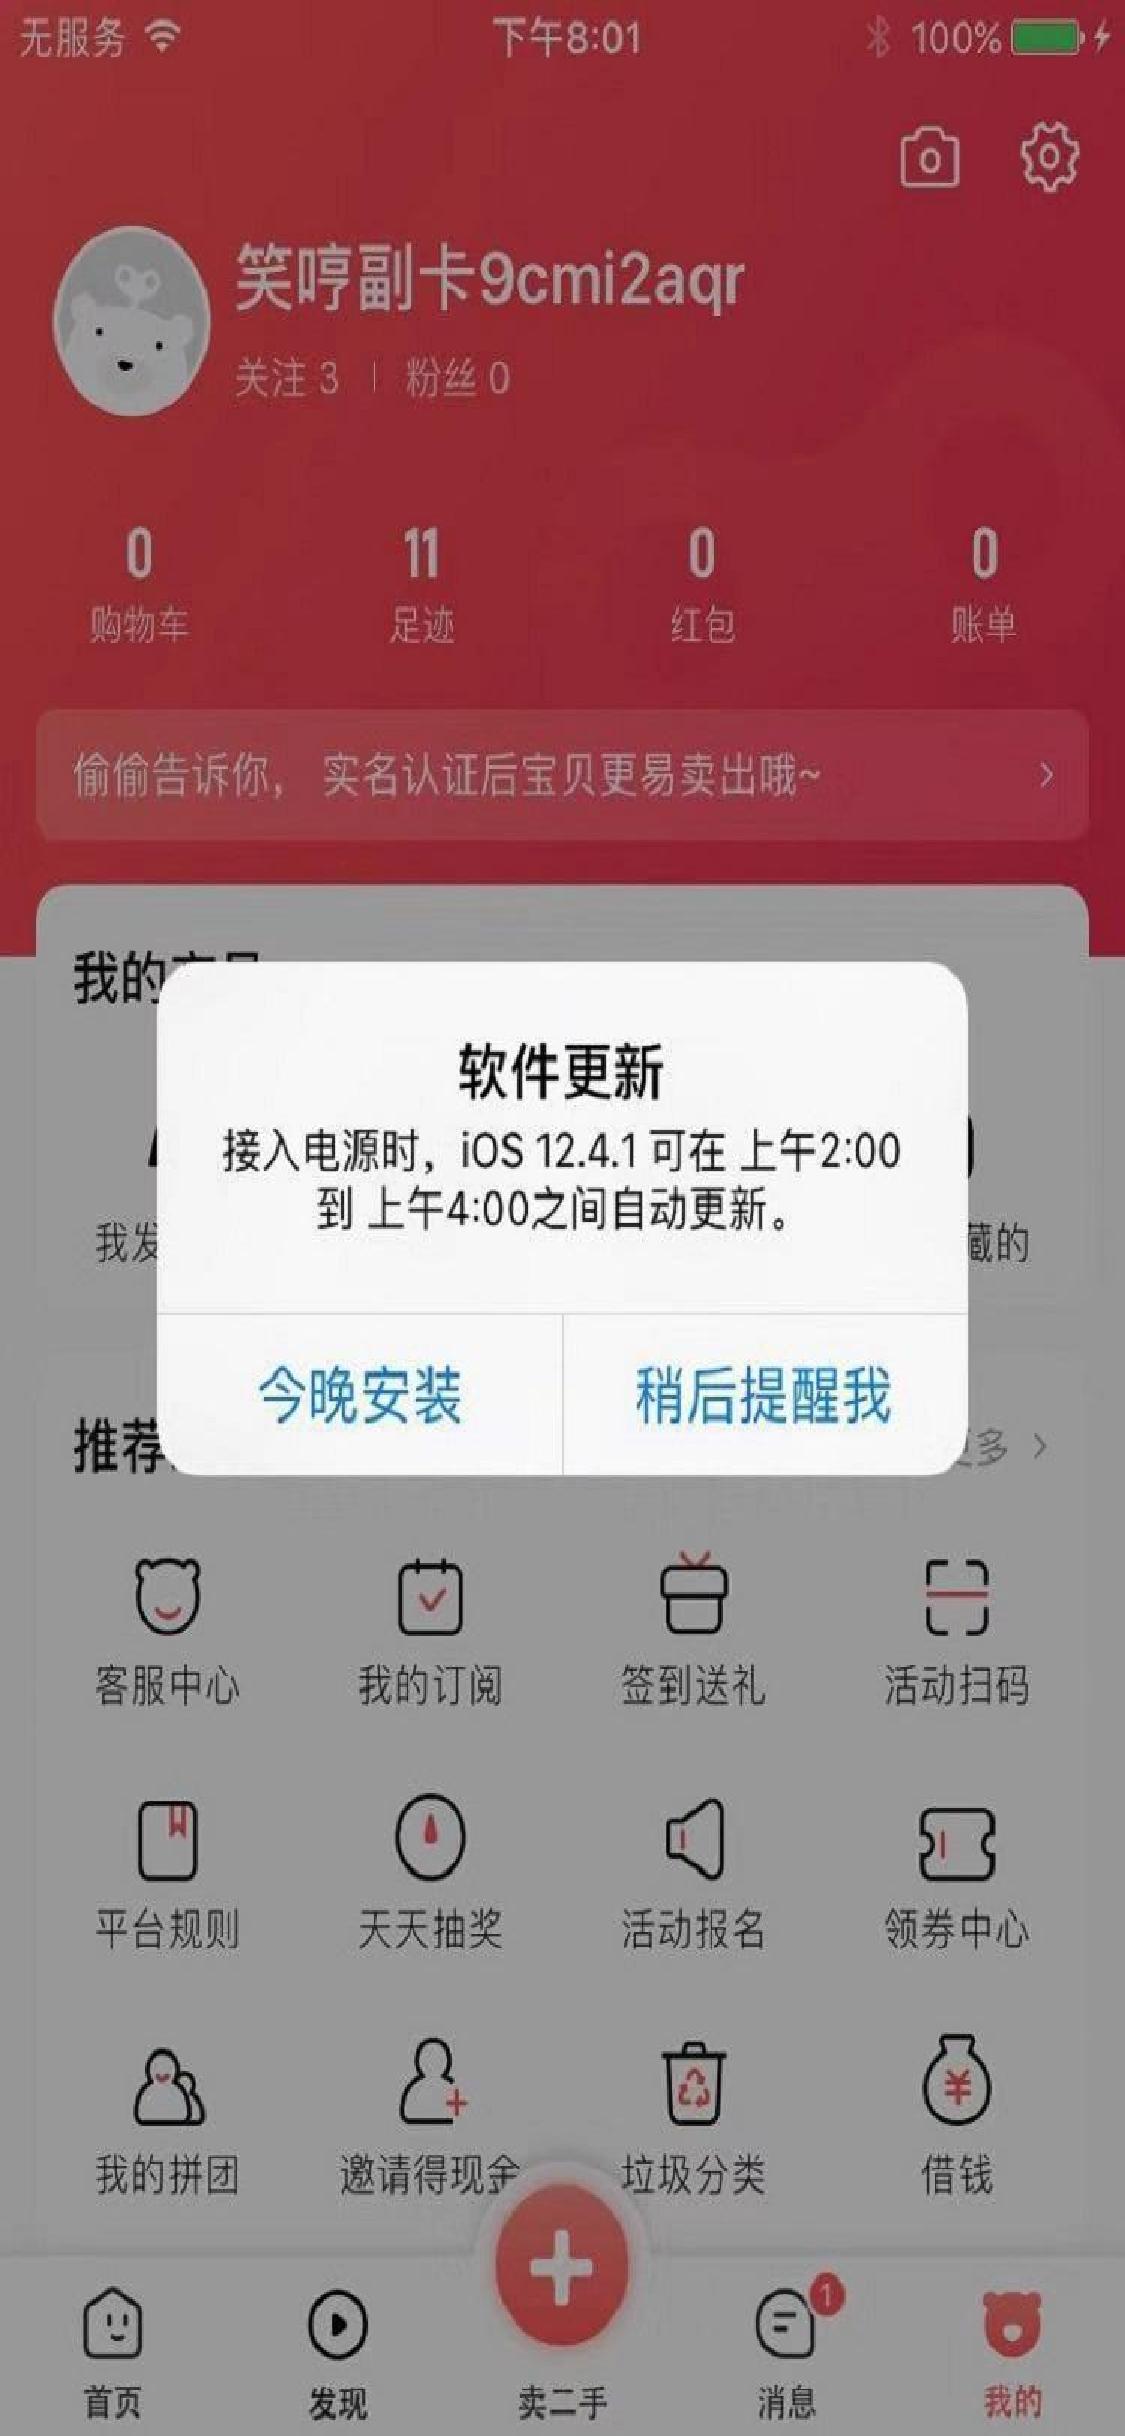 无服务
下午8:01
100%
笑哼副卡9cmi2aqr
关注 3 | 粉丝 0
0 11 0 0
购物车 足迹 红包 账单
偷偷告诉你， 实名认证后宝贝更易卖出哦~
我的
软件更新
接入电源时，iOS 12.4.1 可在 上午2:00
到 上午4:00之间自动更新。
我发
藏的
今晚安装 稍后提醒我
推荐
多
客服中心 我的订阅 签到送礼 活动扫码
平台规则 天天抽奖 活动报名 领券中心
我的拼团 邀请得现金 垃圾分类 借钱
1
首页 发现 卖二手 消息 我的